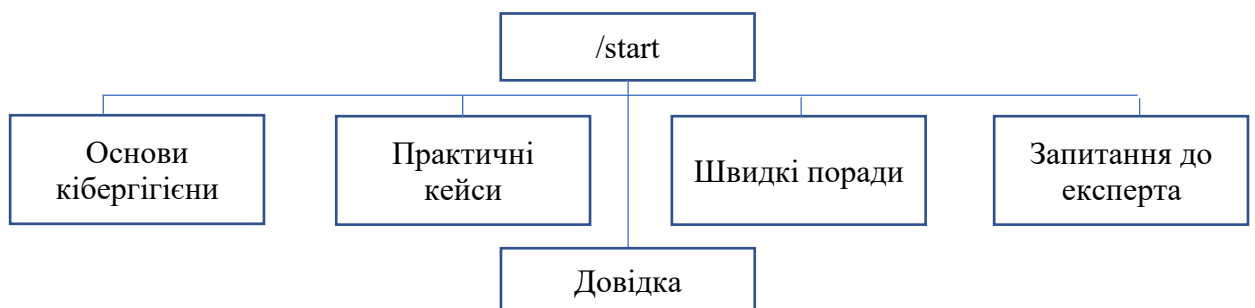 /start
Основи
кібергігієни
Практичні
кейси
Швидкі поради
Запитання до
експерта
Довідка